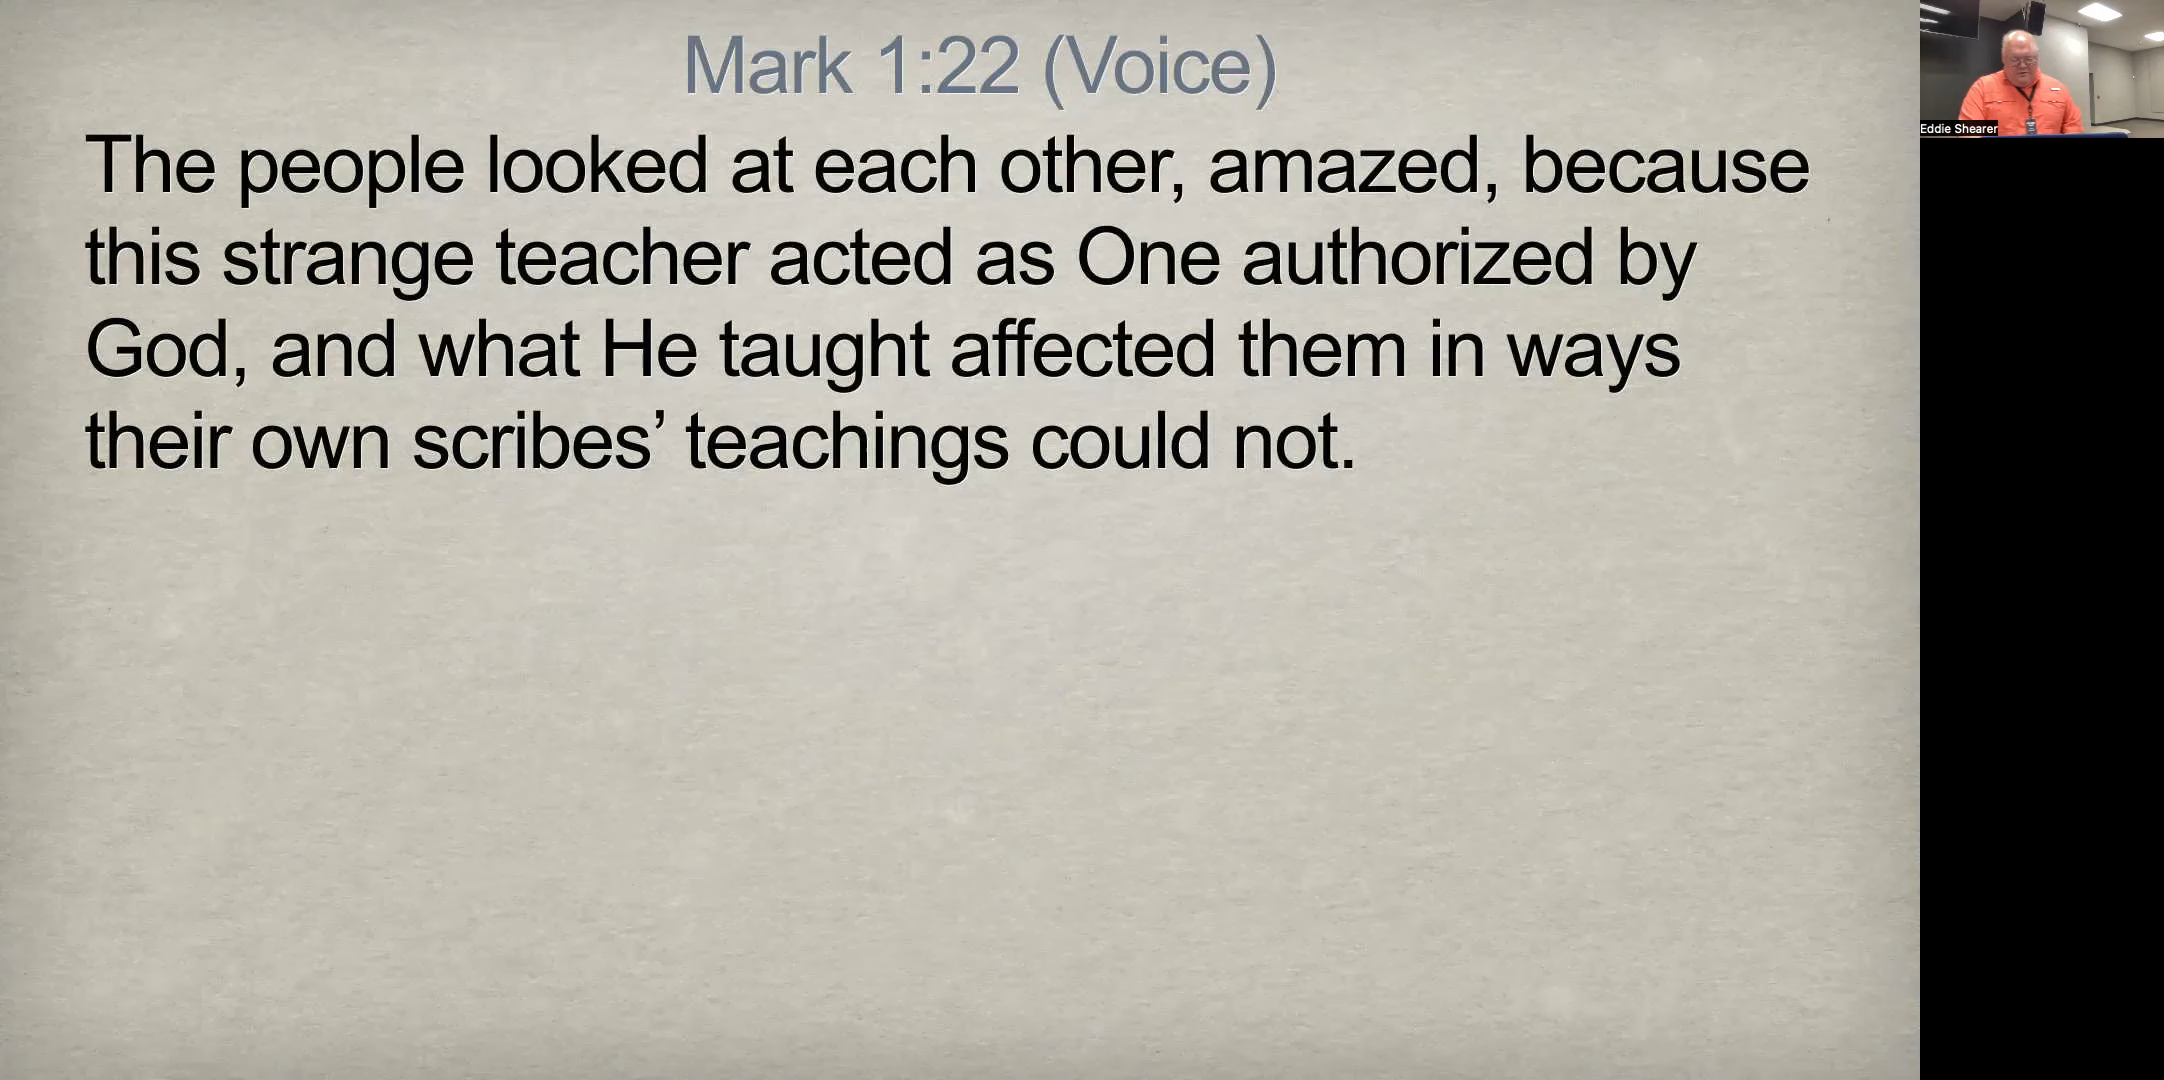 Mark 1:22 (Voice)
The people looked at each other, amazed, because
this strange teacher acted as One authorized by
God, and what He taught affected them in ways
their own scribes’ teachings could not.
Eddie Shearer